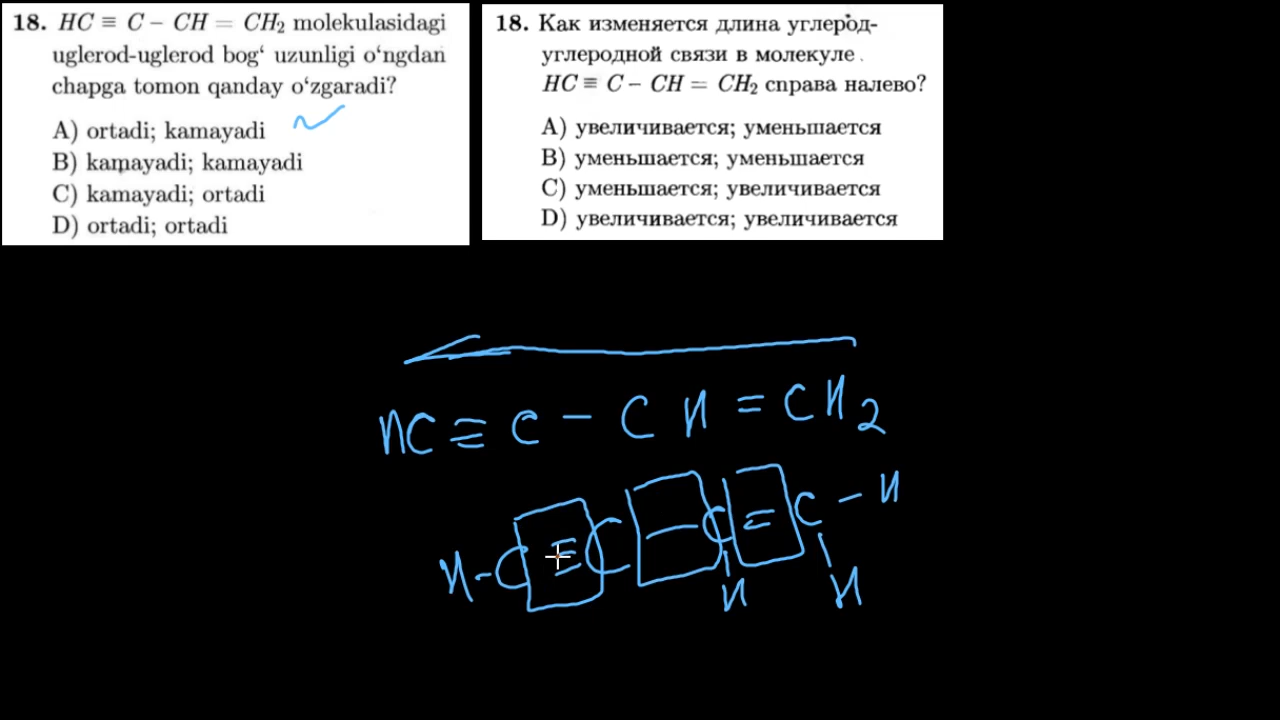 18. HC ≡ C – CH = CH₂ molekulasidagi
uglerod-uglerod bog‘ uzunligi o‘ngdan
chapga tomon qanday o‘zgaradi?
A) ortadi; kamayadi
B) kamayadi; kamayadi
C) kamayadi; ortadi
D) ortadi; ortadi
18. Как изменяется длина углерод-
углеродной связи в молекуле.
HC ≡ C – CH = CH₂ справа налево?
A) увеличивается; уменьшается
B) уменьшается; уменьшается
C) уменьшается; увеличивается
D) увеличивается; увеличивается
HC ≡ C – CH = CH₂
H – C ≡ C – C = C – H
H H